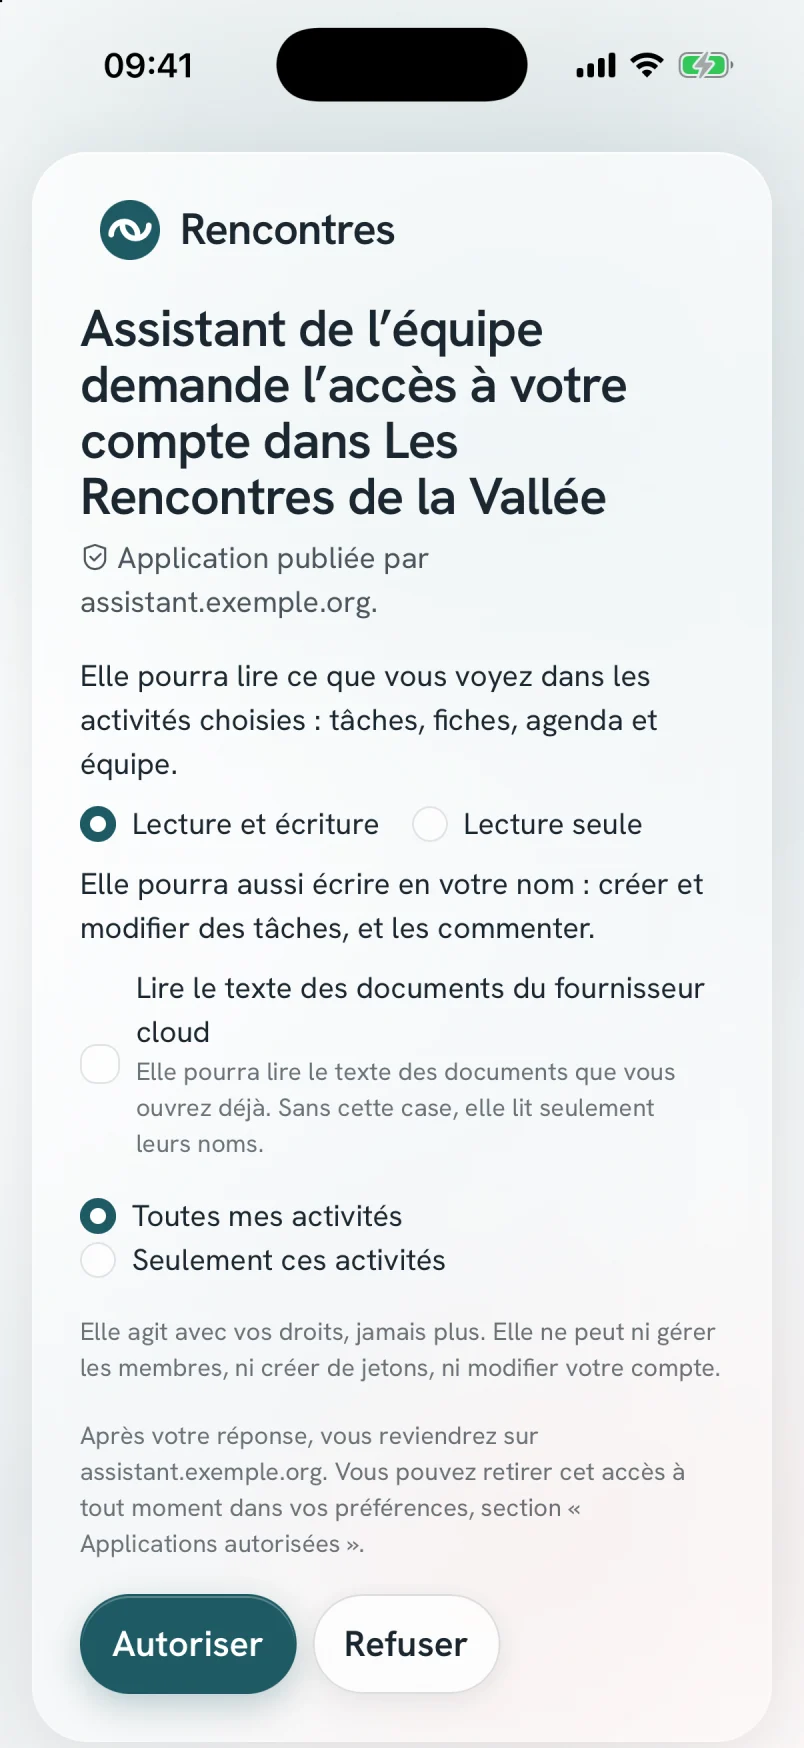 09:41
Rencontres
Assistant de l’équipe
demande l’accès à votre
compte dans Les
Rencontres de la Vallée
Application publiée par
assistant.exemple.org.
Elle pourra lire ce que vous voyez dans les
activités choisies : tâches, fiches, agenda et
équipe.
Lecture et écriture Lecture seule
Elle pourra aussi écrire en votre nom : créer et
modifier des tâches, et les commenter.
Lire le texte des documents du fournisseur
cloud
Elle pourra lire le texte des documents que vous
ouvrez déjà. Sans cette case, elle lit seulement
leurs noms.
Toutes mes activités
Seulement ces activités
Elle agit avec vos droits, jamais plus. Elle ne peut ni gérer
les membres, ni créer de jetons, ni modifier votre compte.
Après votre réponse, vous reviendrez sur
assistant.exemple.org. Vous pouvez retirer cet accès à
tout moment dans vos préférences, section «
Applications autorisées ».
Autoriser Refuser